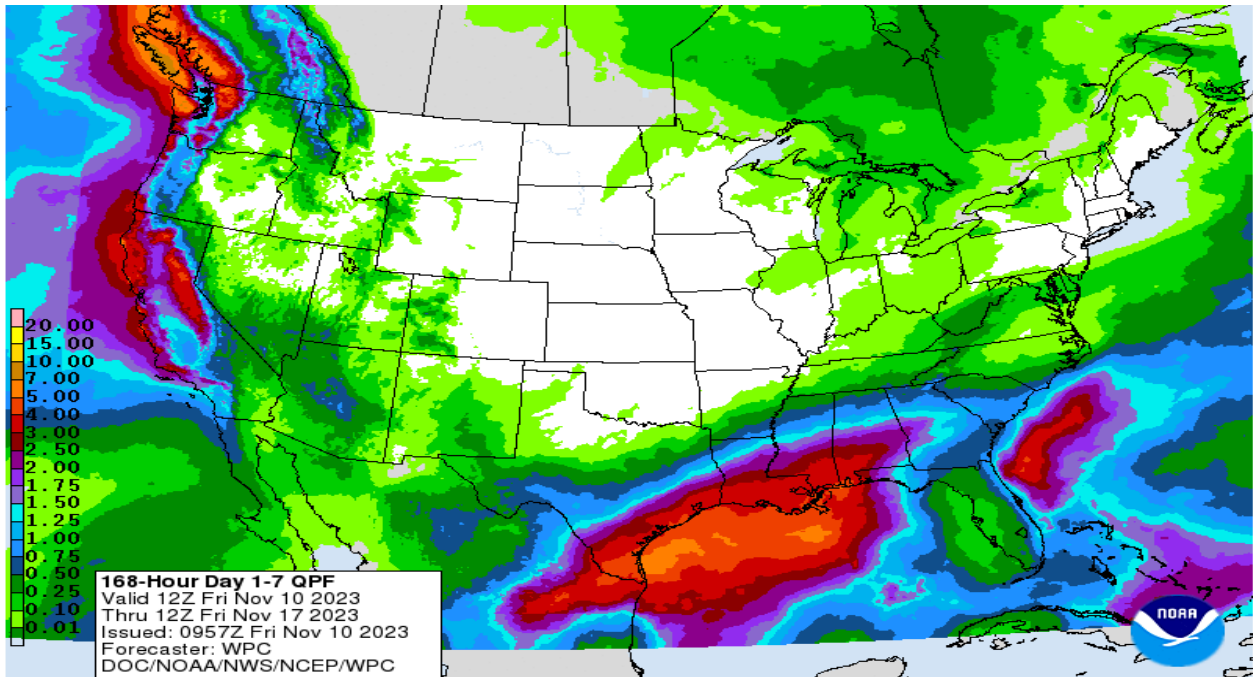 20.00
15.00
10.00
7.00
5.00
4.00
3.00
2.50
2.00
1.75
1.50
1.25
1.00
0.75
0.50
0.25
0.10
0.01
168-Hour Day 1-7 QPF
Valid 12Z Fri Nov 10 2023
Thru 12Z Fri Nov 17 2023
Issued: 0957Z Fri Nov 10 2023
Forecaster: WPC
DOC/NOAA/NWS/NCEP/WPC
NOAA